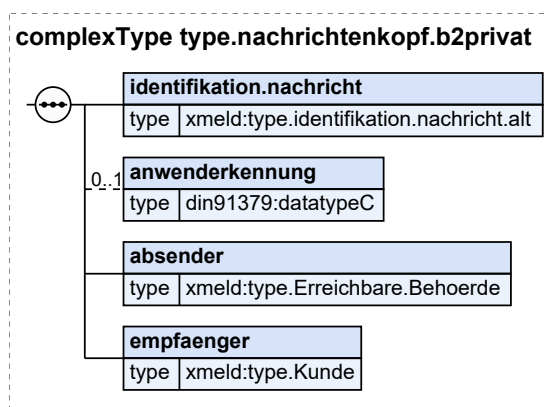 complexType type.nachrichtenkopf.b2privat
identifikation.nachricht
type xmeld:type.identifikation.nachricht.alt
0..1
anwenderkennung
type din91379:datatypeC
absender
type xmeld:type.Erreichbare.Behoerde
empfaenger
type xmeld:type.Kunde